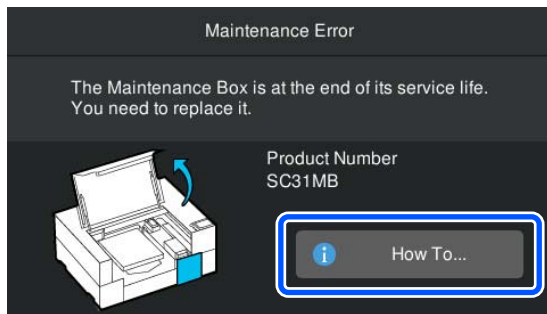 Maintenance Error
The Maintenance Box is at the end of its service life.
You need to replace it.
Product Number
SC31MB
i
How To...